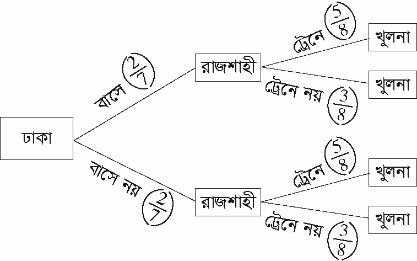 ঢাকা
বাসে 2/7
বাসে নয় 2/7
রাজশাহী
ট্রেনে 5/8
ট্রেনে নয় 3/8
খুলনা
খুলনা
রাজশাহী
ট্রেনে 5/8
ট্রেনে নয় 3/8
খুলনা
খুলনা